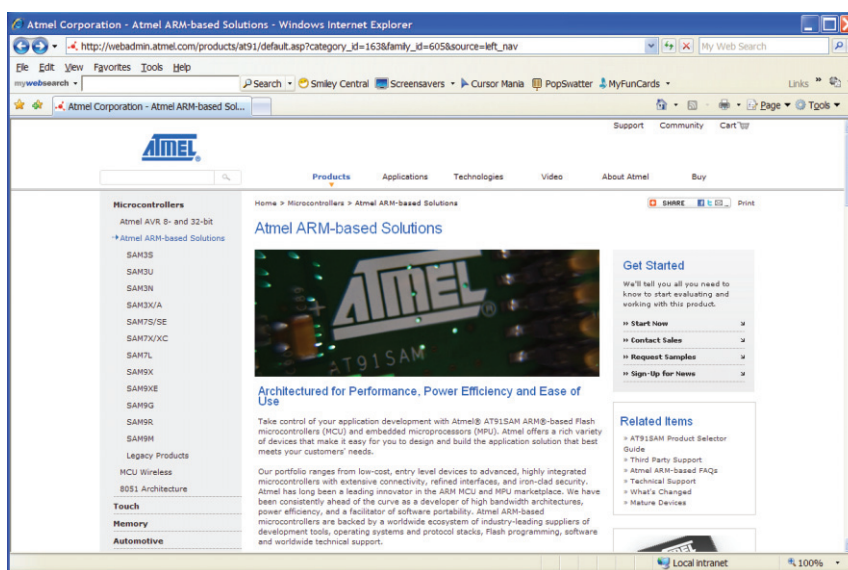 Atmel Corporation - Atmel ARM-based Solutions - Windows Internet Explorer
http://webadmin.atmel.com/products/at91/default.asp?category_id=163&family_id=605&source=left_nav
My Web Search
File Edit View Favorites Tools Help
mywebsearch Search Smiley Central Screensavers Cursor Mania PopSwatter MyFunCards Links »
Atmel Corporation - Atmel ARM-based Sol... Page Tools
Support Community Cart
ATMEL®
Products Applications Technologies Video About Atmel Buy
Microcontrollers
Atmel AVR 8- and 32-bit
Atmel ARM-based Solutions
SAM3S
SAM3U
SAM3N
SAM3X/A
SAM7S/SE
SAM7X/XC
SAM7L
SAM9X
SAM9XE
SAM9G
SAM9R
SAM9M
Legacy Products
MCU Wireless
8051 Architecture
Touch
Memory
Automotive
Home > Microcontrollers > Atmel ARM-based Solutions
SHARE Print
Atmel ARM-based Solutions
ATMEL®
AT91SAM
Architectured for Performance, Power Efficiency and Ease of
Use
Take control of your application development with Atmel® AT91SAM ARM®-based Flash
microcontrollers (MCU) and embedded microprocessors (MPU). Atmel offers a rich variety
of devices that make it easy for you to design and build the application solution that best
meets your customers' needs.
Our portfolio ranges from low-cost, entry level devices to advanced, highly integrated
microcontrollers with extensive connectivity, refined interfaces, and iron-clad security.
Atmel has long been a leading innovator in the ARM MCU and MPU marketplace. We have
been consistently ahead of the curve as a developer of high bandwidth architectures,
power efficiency, and a facilitator of software portability. Atmel ARM-based
microcontrollers are backed by a worldwide ecosystem of industry-leading suppliers of
development tools, operating systems and protocol stacks, Flash programming, software
and worldwide technical support.
Get Started
We'll tell you all you need to
know to start evaluating and
working with this product.
» Start Now
» Contact Sales
» Request Samples
» Sign-Up for News
Related Items
» AT91SAM Product Selector
Guide
» Third Party Support
» Atmel ARM-based FAQs
» Technical Support
» What's Changed
» Mature Devices
Local intranet 100%